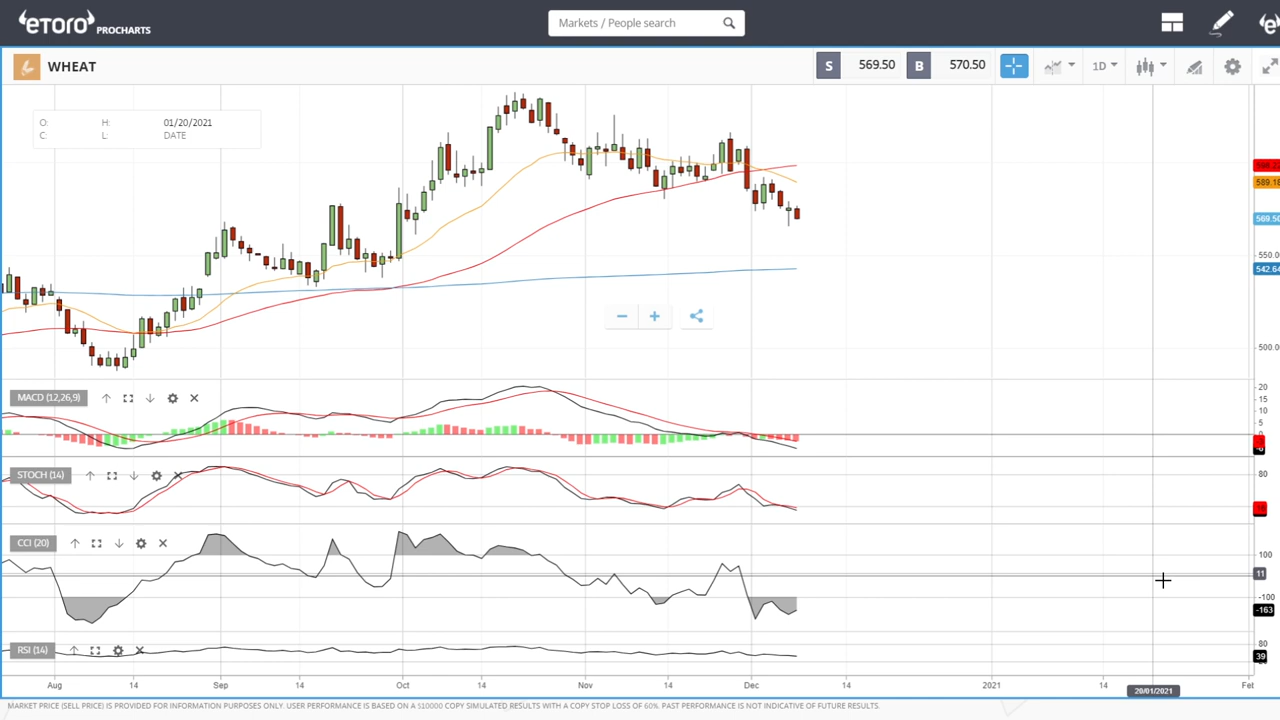 eTORO PROCHARTS
Markets / People search
WHEAT
S 569.50 B 570.50
1D
O: H: 01/20/2021
C: L: DATE
589.18
569.50
550.00
542.64
500.00
MACD (12,26,9)
20
15
10
5
0
STOCH (14)
80
CCI (20)
100
11
-100
-163
RSI (14)
80
39
Aug 14 Sep 14 Oct 14 Nov 14 Dec 14 2021 14 Feb
20/01/2021
MARKET PRICE (SELL PRICE) IS PROVIDED FOR INFORMATION PURPOSES ONLY. USER PERFORMANCE IS BASED ON A $10000 COPY SIMULATED RESULTS WITH A COPY STOP LOSS OF 60%. PAST PERFORMANCE IS NOT INDICATIVE OF FUTURE RESULTS.